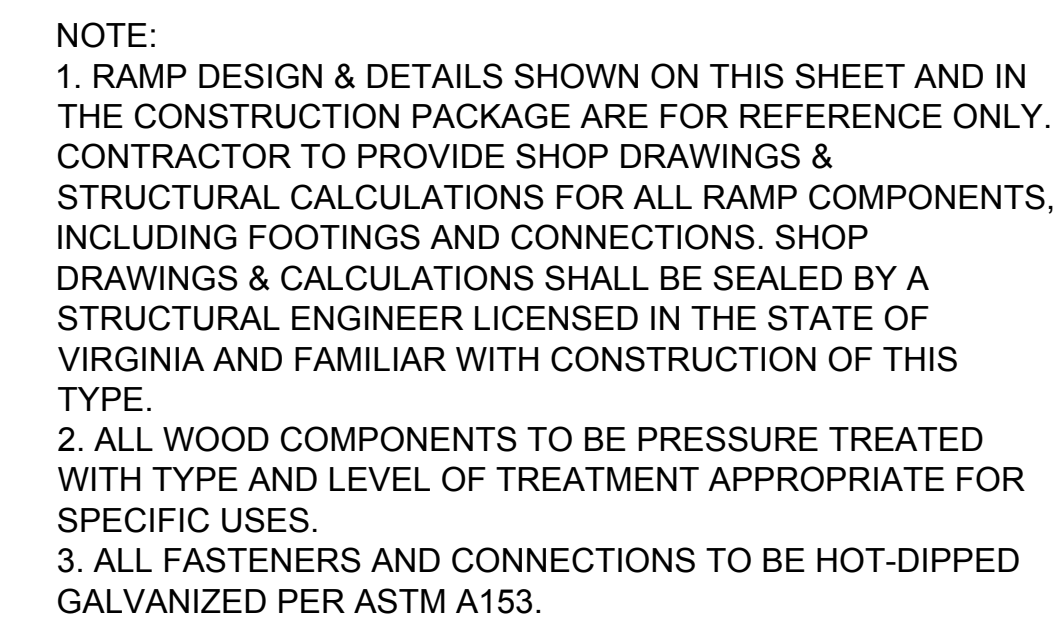 NOTE:
1. RAMP DESIGN & DETAILS SHOWN ON THIS SHEET AND IN
THE CONSTRUCTION PACKAGE ARE FOR REFERENCE ONLY.
CONTRACTOR TO PROVIDE SHOP DRAWINGS &
STRUCTURAL CALCULATIONS FOR ALL RAMP COMPONENTS,
INCLUDING FOOTINGS AND CONNECTIONS. SHOP
DRAWINGS & CALCULATIONS SHALL BE SEALED BY A
STRUCTURAL ENGINEER LICENSED IN THE STATE OF
VIRGINIA AND FAMILIAR WITH CONSTRUCTION OF THIS
TYPE.
2. ALL WOOD COMPONENTS TO BE PRESSURE TREATED
WITH TYPE AND LEVEL OF TREATMENT APPROPRIATE FOR
SPECIFIC USES.
3. ALL FASTENERS AND CONNECTIONS TO BE HOT-DIPPED
GALVANIZED PER ASTM A153.